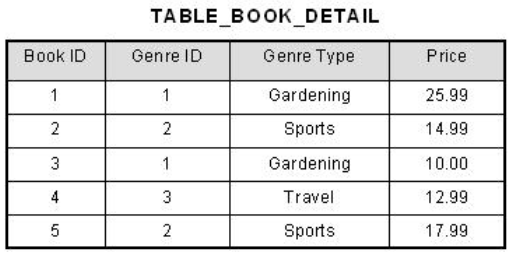 TABLE_BOOK_DETAIL
Book ID Genre ID Genre Type Price
1 1 Gardening 25.99
2 2 Sports 14.99
3 1 Gardening 10.00
4 3 Travel 12.99
5 2 Sports 17.99